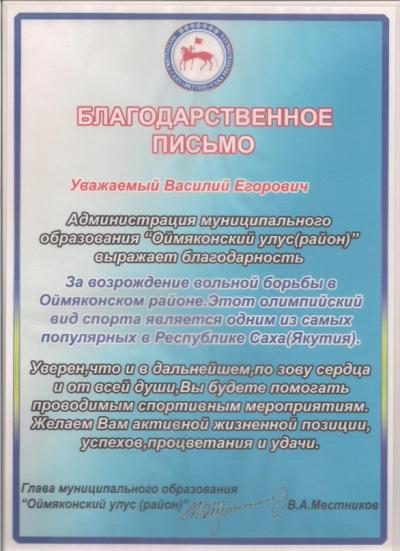 БЛАГОДАРСТВЕННОЕ
ПИСЬМО
Уважаемый Василий Егорович
Администрация муниципального
образования "Оймяконский улус(район)"
выражает благодарность
За возрождение вольной борьбы в
Оймяконском районе.Этот олимпийский
вид спорта является одним из самых
популярных в Республике Саха(Якутия).
Уверен,что и в дальнейшем,по зову сердца
и от всей души,Вы будете помогать
проводимым спортивным мероприятиям.
Желаем Вам активной жизненной позиции,
успехов,процветания и удачи.
Глава муниципального образования
"Оймяконский улус (район)" В.А.Местников